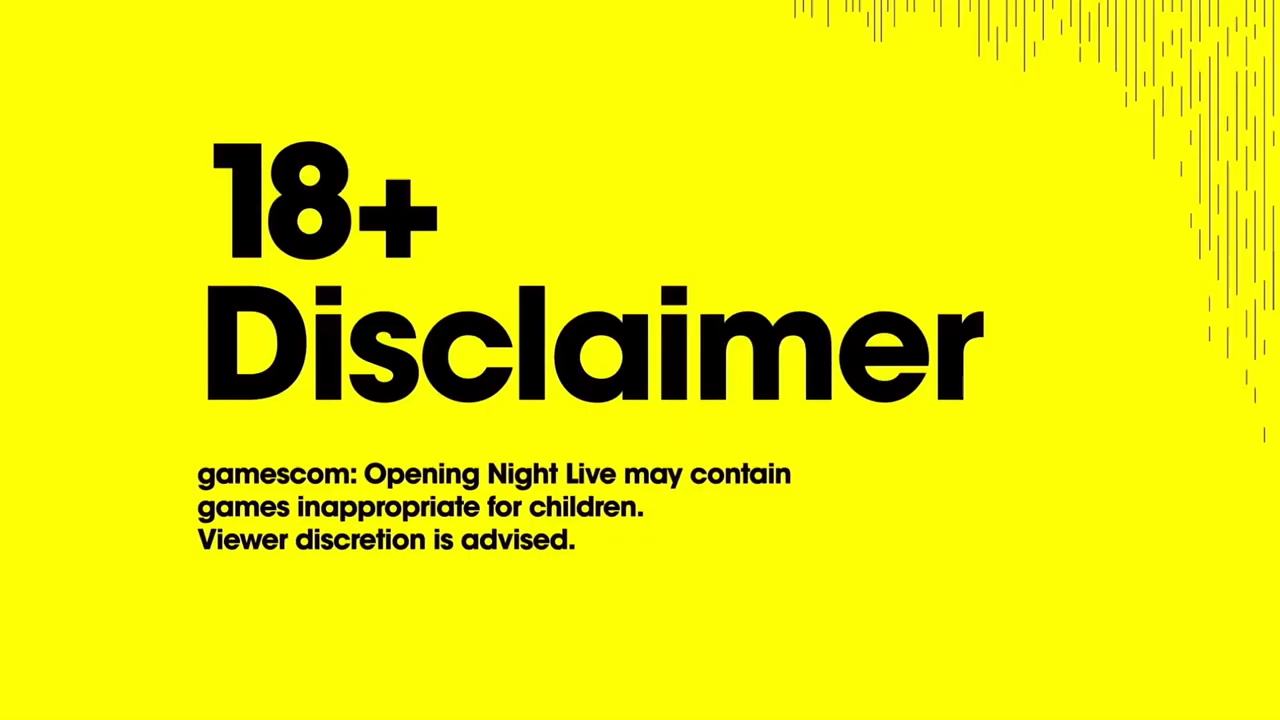 18+
Disclaimer
gamescom: Opening Night Live may contain
games inappropriate for children.
Viewer discretion is advised.